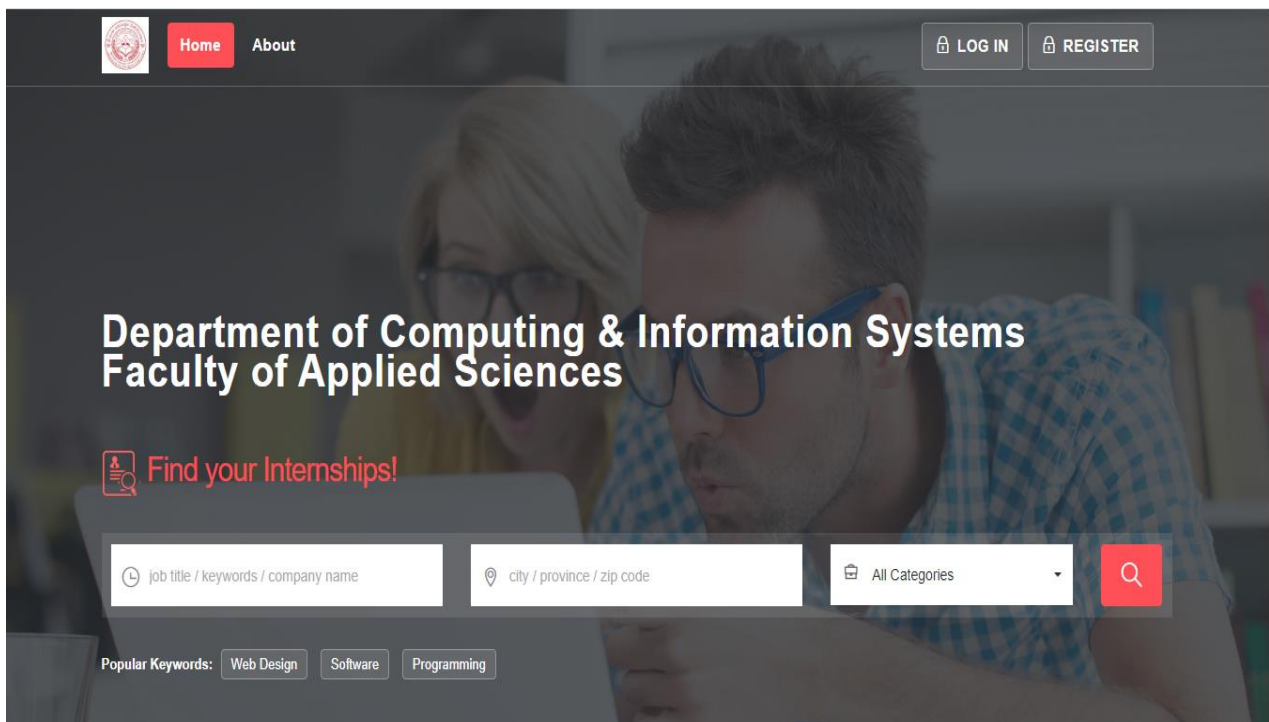 Home
About
LOG IN
REGISTER
Department of Computing & Information Systems
Faculty of Applied Sciences
Find your Internships!
job title / keywords / company name
city / province / zip code
All Categories
Popular Keywords: Web Design Software Programming